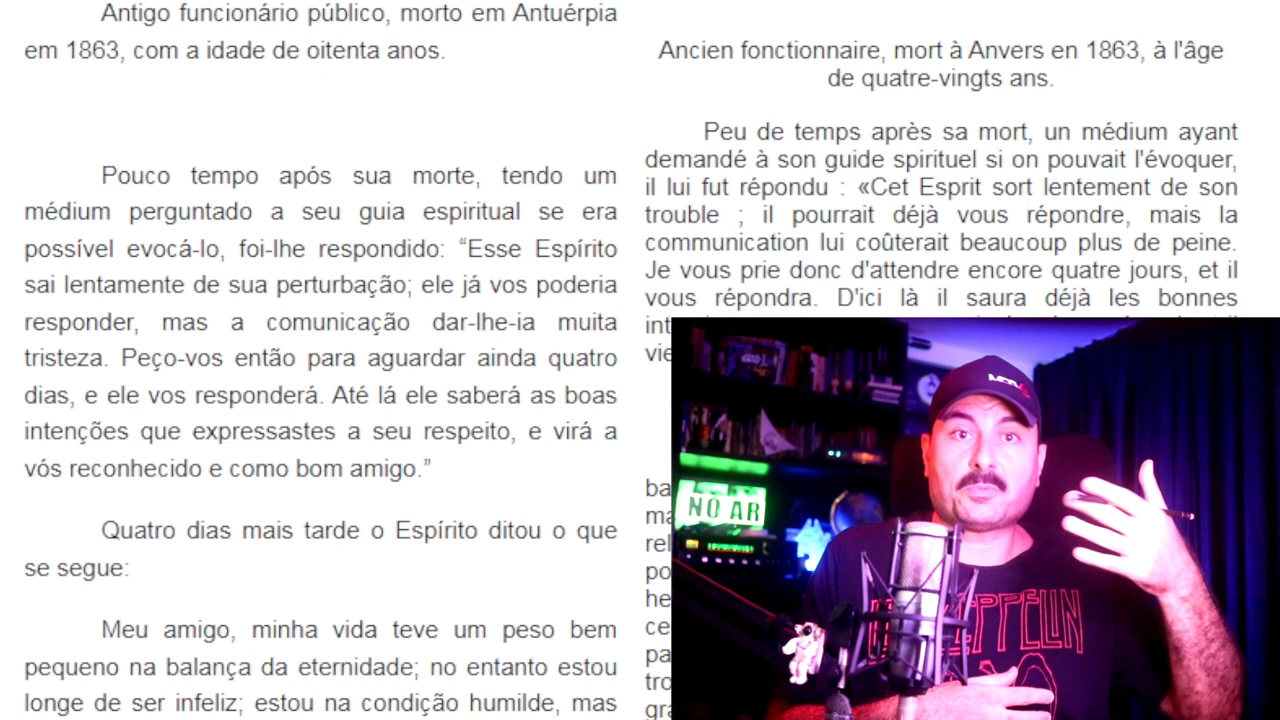 Antigo funcionário público, morto em Antuérpia
em 1863, com a idade de oitenta anos.
Pouco tempo após sua morte, tendo um
médium perguntado a seu guia espiritual se era
possível evocá-lo, foi-lhe respondido: “Esse Espírito
sai lentamente de sua perturbação; ele já vos poderia
responder, mas a comunicação dar-lhe-ia muita
tristeza. Peço-vos então para aguardar ainda quatro
dias, e ele vos responderá. Até lá ele saberá as boas
intenções que expressastes a seu respeito, e virá a
vós reconhecido e como bom amigo.”
Quatro dias mais tarde o Espírito ditou o que
se segue:
Meu amigo, minha vida teve um peso bem
pequeno na balança da eternidade; no entanto estou
longe de ser infeliz; estou na condição humilde, mas
Ancien fonctionnaire, mort à Anvers en 1863, à l'âge
de quatre-vingts ans.
Peu de temps après sa mort, un médium ayant
demandé à son guide spirituel si on pouvait l'évoquer,
il lui fut répondu : «Cet Esprit sort lentement de son
trouble ; il pourrait déjà vous répondre, mais la
communication lui coûterait beaucoup plus de peine.
Je vous prie donc d'attendre encore quatre jours, et il
vous répondra. D'ici là il saura déjà les bonnes
NO AR